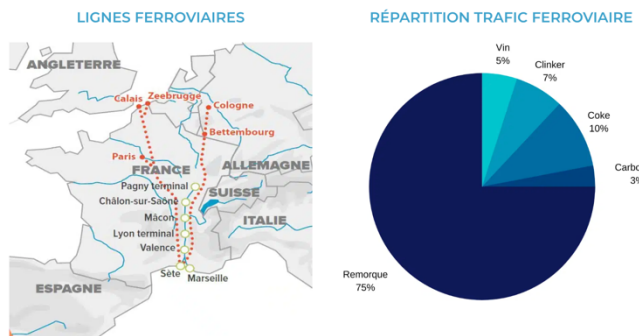 LIGNES FERROVIAIRES
RÉPARTITION TRAFIC FERROVIAIRE
ANGLETERRE
Calais
Zeebrugge
Cologne
Bettembourg
Paris
FRANCE
ALLEMAGNE
Pagny terminal
SUISSE
Châlon-sur-Saône
Mâcon
ITALIE
Lyon terminal
Valence
Sète
Marseille
ESPAGNE
Vin
5%
Clinker
7%
Coke
10%
Carbo
3%
Remorque
75%